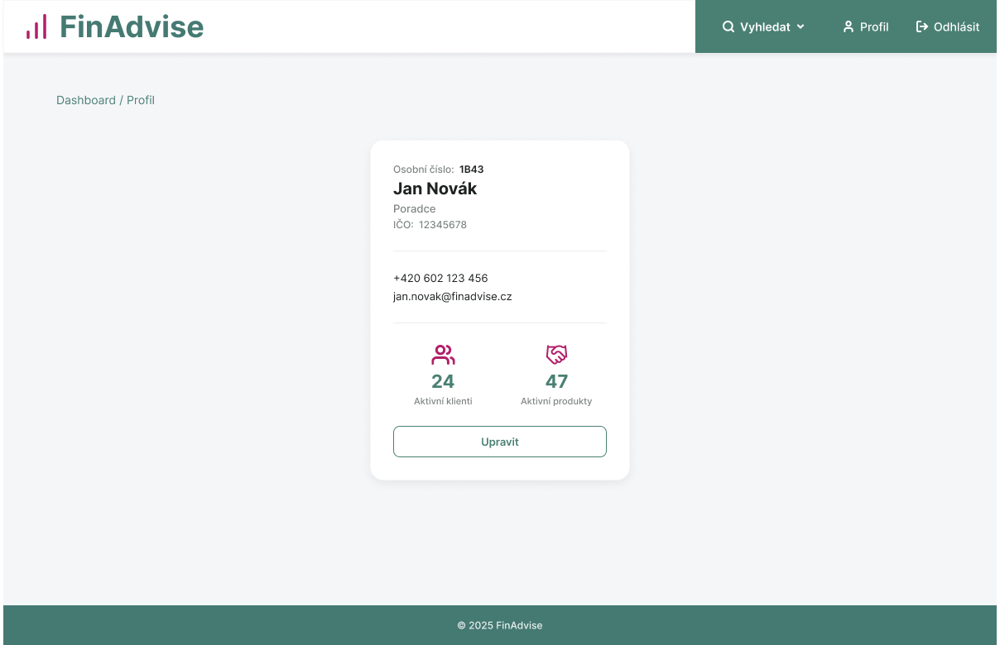 FinAdvise
Vyhledat
Profil
Odhlásit
Dashboard / Profil
Osobní číslo: 1B43
Jan Novák
Poradce
IČO: 12345678
+420 602 123 456
jan.novak@finadvise.cz
24
Aktivní klienti
47
Aktivní produkty
Upravit
© 2025 FinAdvise